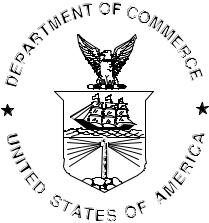 DEPARTMENT OF COMMERCE
UNITED STATES OF AMERICA